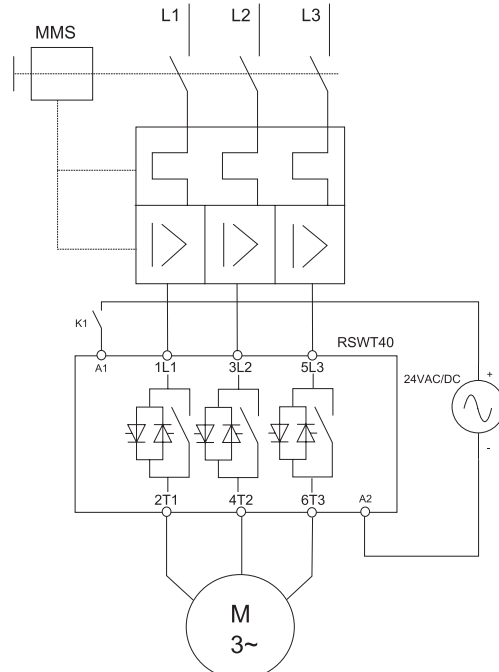 L1 L2 L3
MMS
K1
RSWT40
A1 1L1 3L2 5L3
24VAC/DC
+
-
2T1 4T2 6T3 A2
M
3~